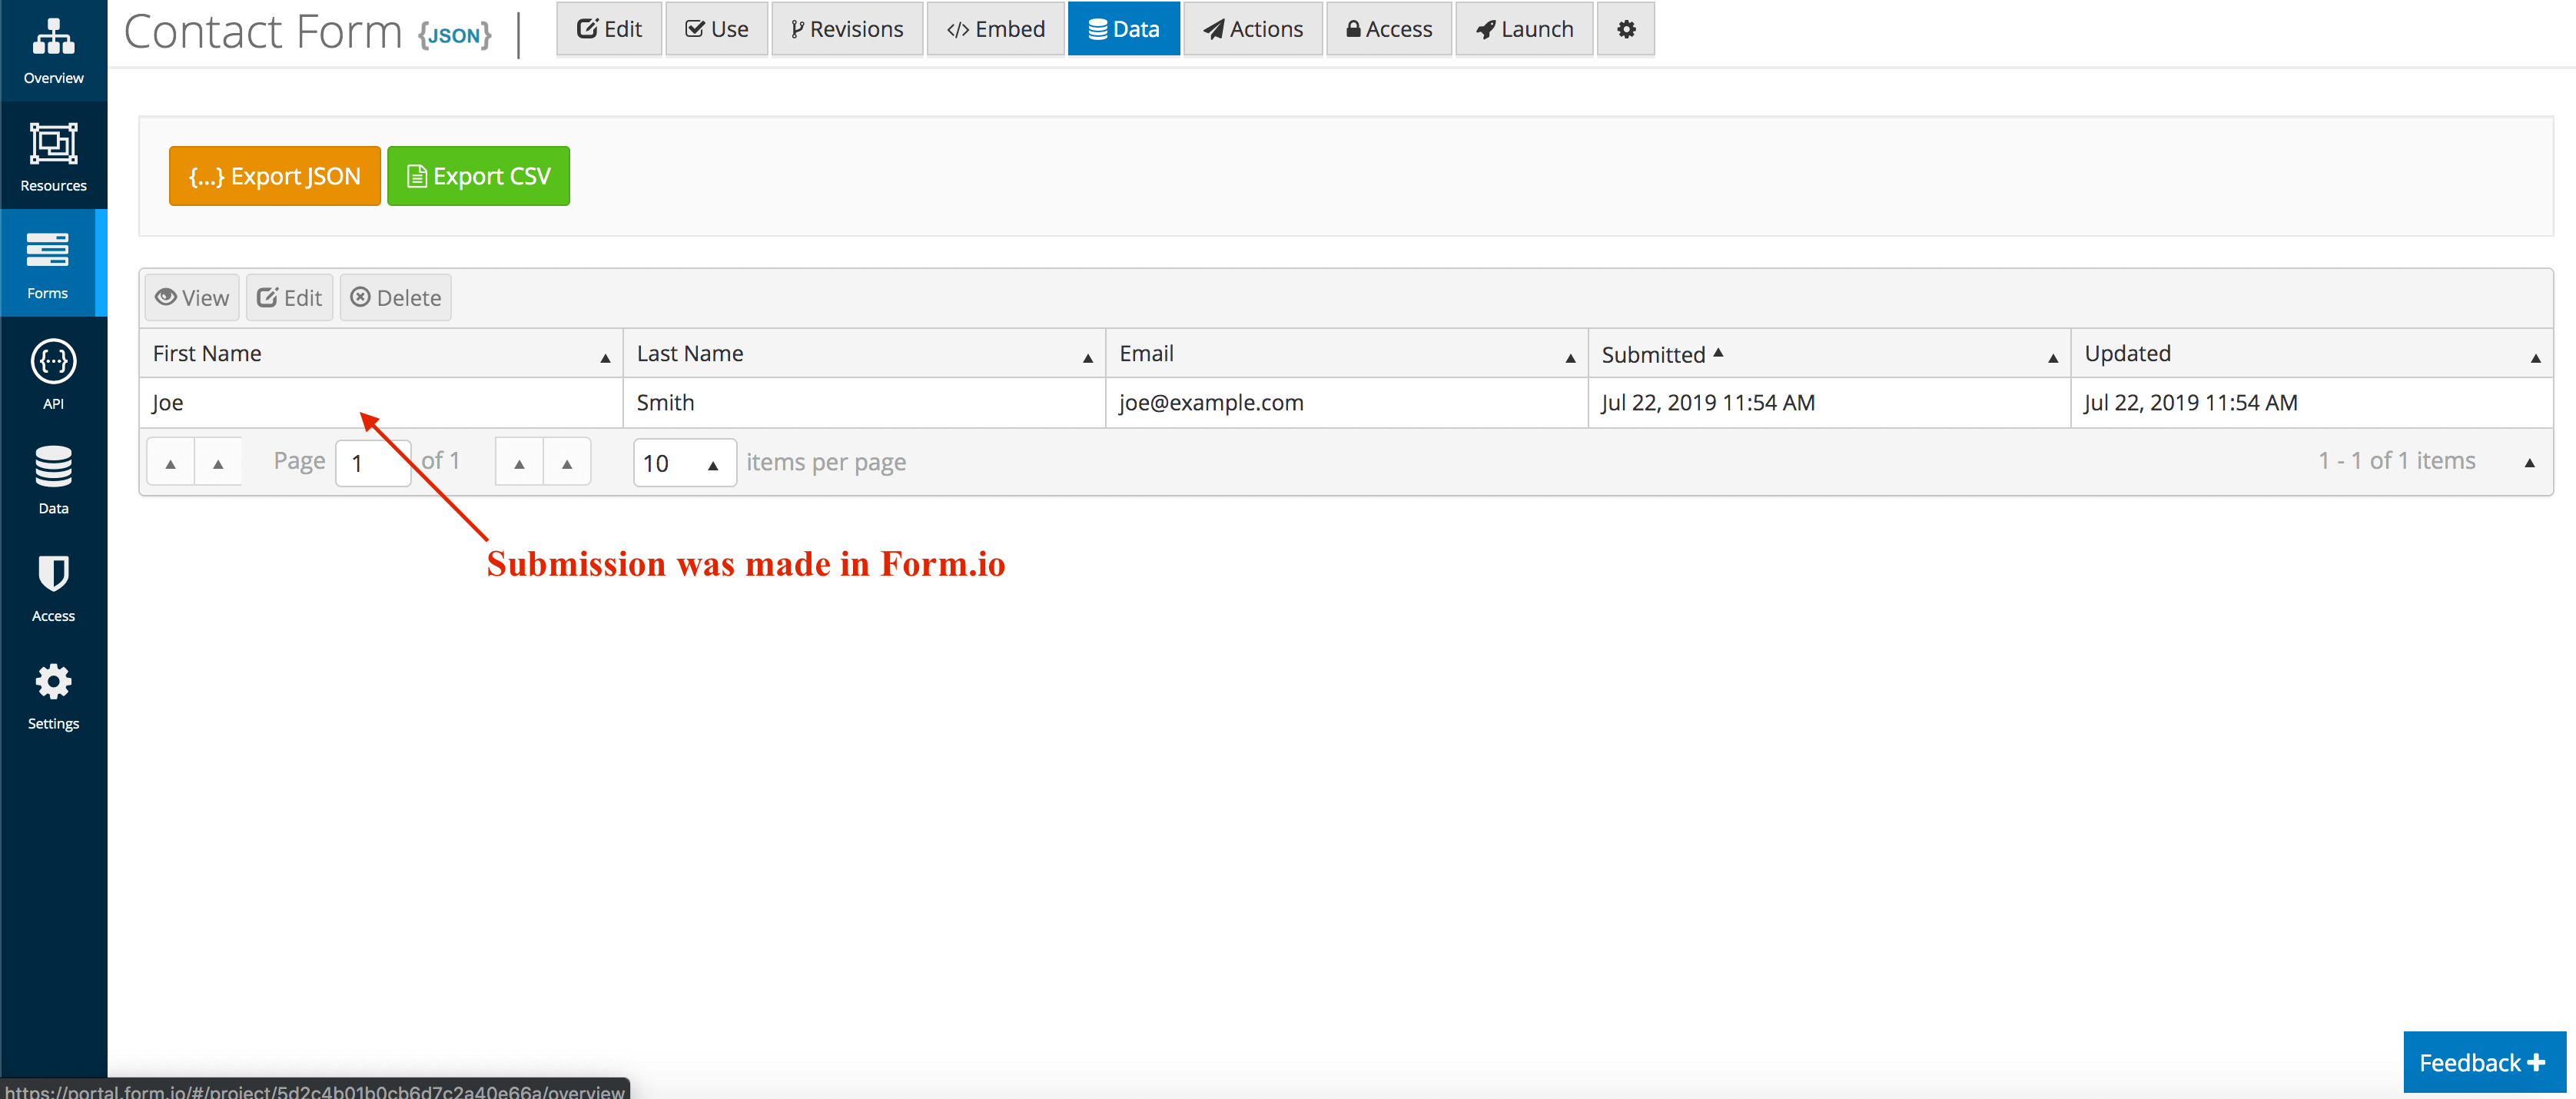 Contact Form {JSON}
Edit
Use
Revisions
</> Embed
Data
Actions
Access
Launch
Overview
Resources
Forms
API
Data
Access
Settings
{...} Export JSON
Export CSV
View
Edit
Delete
First Name
Last Name
Email
Submitted
Updated
Joe
Smith
joe@example.com
Jul 22, 2019 11:54 AM
Jul 22, 2019 11:54 AM
Page 1 of 1
10 items per page
1 - 1 of 1 items
Submission was made in Form.io
Feedback
https://portal.form.io/#/project/5d2c4b01b0cb6d7c2a40e66a/overview